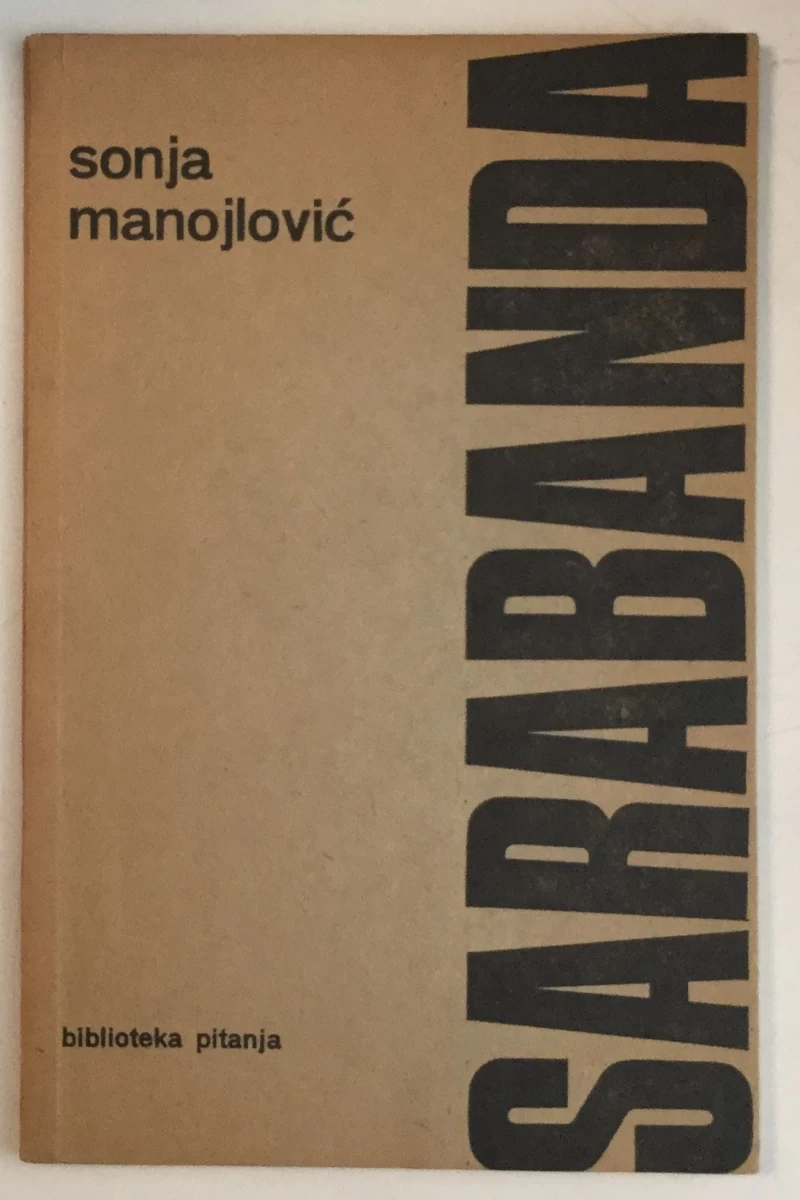 sonja
manojlović
SARABANDA
biblioteka pitanja